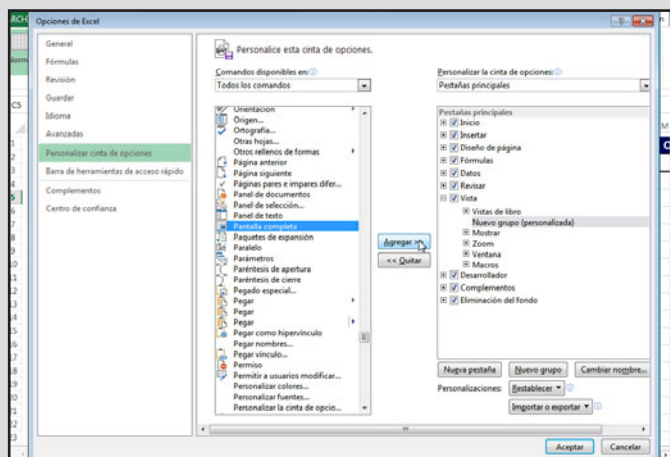 RCH
Opciones de Excel
General
Fórmulas
Revisión
Guardar
Idioma
Avanzadas
Personalizar cinta de opciones
Barra de herramientas de acceso rápido
Complementos
Centro de confianza
Personalice esta cinta de opciones.
Comandos disponibles en:
Todos los comandos
Orientación
Origen...
Ortografía...
Otras hojas...
Otros rellenos de formas
Página anterior
Página siguiente
Páginas pares e impares difer...
Panel de documentos
Panel de selección...
Panel de texto
Pantalla completa
Paquetes de expansión
Paralelo
Parámetros
Paréntesis de apertura
Paréntesis de cierre
Pegado especial...
Pegar
Pegar
Pegar
Pegar como hipervínculo
Pegar nombres...
Pegar vínculo...
Permiso
Permitir a usuarios modificar...
Personalizar colores...
Personalizar fuentes...
Personalizar la cinta de opcio...
Agregar >>
<< Quitar
Personalizar la cinta de opciones:
Pestañas principales
Pestañas principales
Inicio
Insertar
Diseño de página
Fórmulas
Datos
Revisar
Vista
Vistas de libro
Nuevo grupo (personalizada)
Mostrar
Zoom
Ventana
Macros
Desarrollador
Complementos
Eliminación del fondo
Nueva pestaña
Nuevo grupo
Cambiar nombre...
Personalizaciones:
Restablecer
Importar o exportar
Aceptar
Cancelar
C5
M